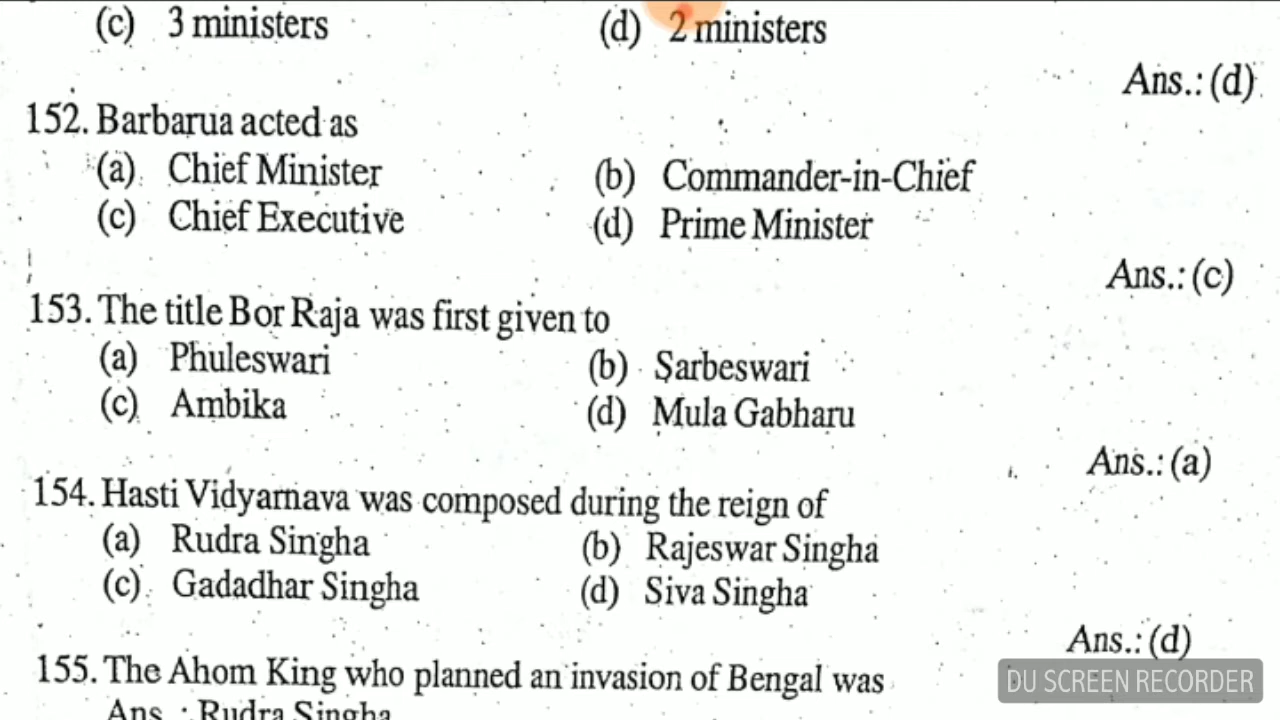 (c) 3 ministers (d) 2 ministers
Ans.: (d)
152. Barbarua acted as
(a) Chief Minister (b) Commander-in-Chief
(c) Chief Executive (d) Prime Minister
Ans.: (c)
153. The title Bor Raja was first given to
(a) Phuleswari (b) Sarbeswari
(c) Ambika (d) Mula Gabharu
Ans.: (a)
154. Hasti Vidyarnava was composed during the reign of
(a) Rudra Singha (b) Rajeswar Singha
(c) Gadadhar Singha (d) Siva Singha
Ans.: (d)
155. The Ahom King who planned an invasion of Bengal was
Ans. : Rudra Singha
DU SCREEN RECORDER